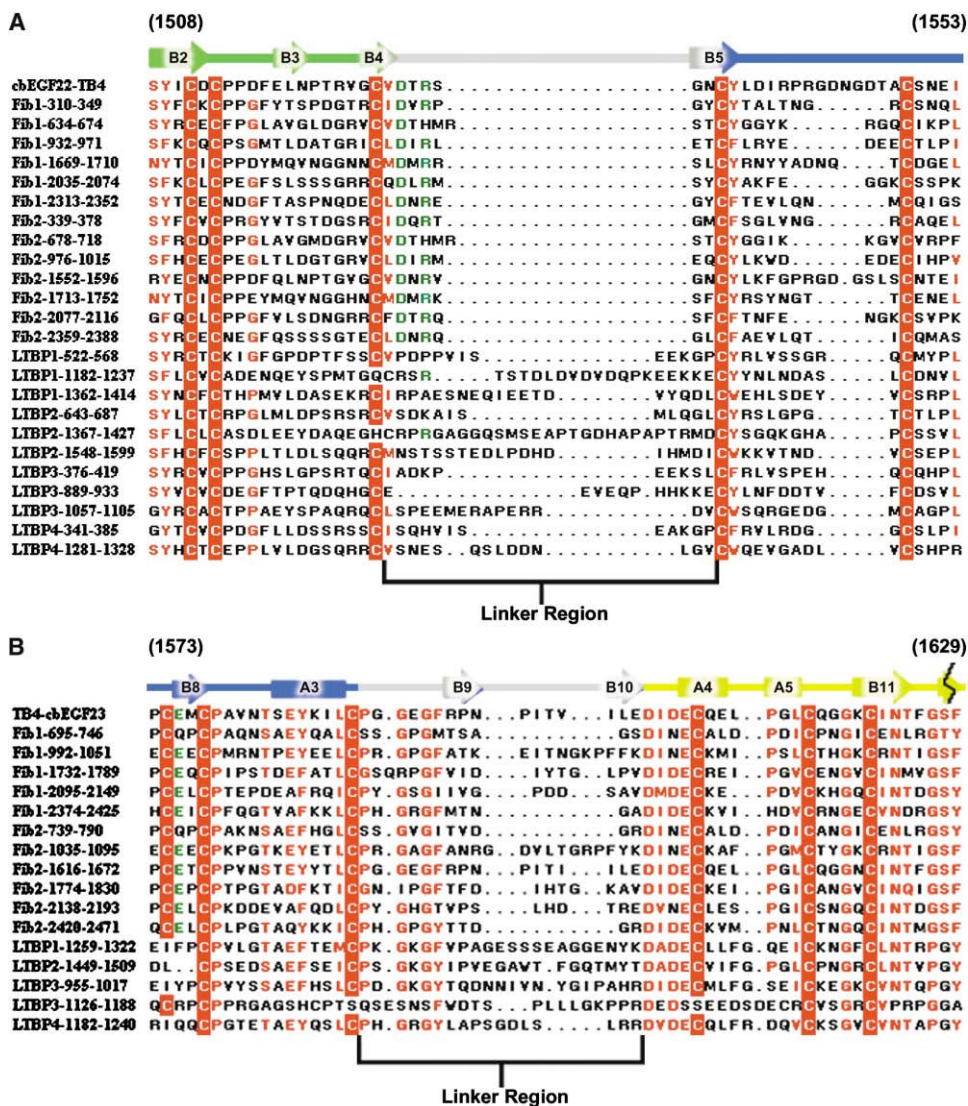 A
(1508) (1553)
B2 B3 B4 B5
cbEGF22-TB4 SYICDCPPDFELNPTRVGCVDTRS....................GNCYLDIRPRGDNGDTACSNEI
Fib1-310-349 SYFCKCPPGFYTSPDGTRCIDVRP....................GNCYTALTNG......RCSNQL
Fib1-634-674 SYRCECFPGLAVGLDGRVCIDTHMR...................STCYGGYK......RGQCIKPL
Fib1-932-971 SFKCQCPSGMTLDATGRICLDIRL....................ETCFLRYE......DEECTLPI
Fib1-1669-1710 NYTCICPPDYMQVNGGNNCMDMRR....................SLCYRNYYADNQ....TCDGEL
Fib1-2035-2074 SFKCLCPEGFSLSSSGRRCQDLRM....................SYCYAKFE......GGKCSSPK
Fib1-2313-2352 SYTCECNDGFTASPNQDECLDNRE....................GYCFTEVLQN......MCQIGS
Fib2-339-378 SYFCVCPRGYVTSTDGSRCIDQRT....................GMCFSGLVNG......RCAQEL
Fib2-678-718 SFRCDCPPGLAVGMDGRVCVDTHMR...................STCYGGIK......KGVCVRPF
Fib2-976-1015 SFHCECPEGFTLDETGRVCLDIRM....................EQCYLKWD......EDECIHPV
Fib2-1552-1596 RYECNCPPDFQLNPTGVGCVDNRV....................GNCYLKFGPRGD.GSLSCNTEI
Fib2-1713-1752 NYTCICPPEYMQVNGGHNCMDMRK....................SFCYRSYNGT......TCENEL
Fib2-2077-2116 GFQCLCPLGYSLSDNGRRCFDTRQ....................SFCFTNFE......NGKCSVPK
Fib2-2359-2388 SYRCECNEGFQSSSSGTECLDNRQ....................GLCFAEVLQT......ICQMAS
LTBP1-522-568 SYRCTCKIGFGPDPTFSSCVPDPPVIS..............EEKGPCYRLVSSGR.....QCMYPL
LTBP1-1182-1237 SFLCVCADENQEYSPMTGQCRSR.....TSTDLDVDVDQPKEEKKECYYNLNDAS.....LCDNVL
LTBP1-1362-1414 SYNCFCTHPMVLDASEKRCIRPAESNEQIEETD........VYQDLCWEHLSDEY.....VCSRPL
LTBP2-643-687 SYLCTCRPGLMLDPSRSRCVSDKAIS...............MLQGLCYRSLGPG......TCTLPL
LTBP2-1367-1427 SFLCLCASDLEEYDAQEGHCRPRGAGGQSMSEAPTGDHAPAPTRMDCYSGQKGHA.....PCSSVL
LTBP2-1548-1599 SFHCFCSPPLTLDLSQQRCMNSTSSTEDLPDHD........IHMDICWKKVTND......VCSEPL
LTBP3-376-419 SYRCVCPPGHSLGPSRTQCIADKP.................EEKSLCFRLVSPEH.....QCQHPL
LTBP3-889-933 SYVCVCDEGFTPTQDQHGCE...............EVEQP.HHKKECYLNFDDTV.....FCDSVL
LTBP3-1057-1105 GYRCACTPPAEYSPAQRQCLSPEEMERAPERR............DVCWSQRGEDG.....MCAGPL
LTBP4-341-385 GYTCVCPDGFLLDSSRSSCISQHVIS...............EAKGPCFRVLREDG.....GCSLPI
LTBP4-1281-1328 SYHCTCEPPLVLDGSQRRCVSNES..QSLDDN...........LGVCWQEVGADL.....VCSHPR
Linker Region
B
(1573) (1629)
B8 A3 B9 B10 A4 A5 B11
TB4-cbEGF23 PCEMCPAVNTSEYKILCPG.GEGFRPN...PITV...ILEDIDECQEL..PGLCQGGKCINTFGSF
Fib1-695-746 PCQPCPAQNSAEYQALCSS.GPGMTSA..........GSDINECALD..PDICPNGICENLRGTY
Fib1-992-1051 ECEECPMRNTPEYEELCPR.GPGFATK...EITNGKPFFKDINECKMI..PSLCTHGKCRNTIGSF
Fib1-1732-1789 PCEQCPIPSTDEFATLCGSQRPGFVID...IYTG..LPVDIDECREI..PGVCENGVCINMVGSF
Fib1-2095-2149 PCELCPTEPDEAFRQICPY.GSGIIVG...PDD...SAVDMDECKE..PDVCKHGQCINTDGSY
Fib1-2374-2425 HCEICPFQGTVAFKKLCPH.GRGFMTN..........GADIDECKVI..HDVCRNGECVNDRGSY
Fib2-739-790 PCQPCPAKNSAEFHGLCSS.GVGITVD..........GRDINECALD..PDICANGICENLRGSY
Fib2-1035-1095 ECEECPKPGTKEYETLCPR.GAGFANRG..DVLTGRPFYKDINECKAF..PGMCTYGKCRNTIGSF
Fib2-1616-1672 PCETCPPVNSTEYYTLCPG.GEGFRPN...PITI...ILEDIDECQEL..PGLCQGGNCINTFGSF
Fib2-1774-1830 PCEPCPTPGTADFKTICGN.IPGFTFD...IHTG..KAVDIDECKEI..PGICANGVCINQIGSF
Fib2-2138-2193 PCELCPKDDEVAFQDLCPY.GHGTVPS...LHD...TREDVNECLES..PGICSNGQCINTDGSF
Fib2-2420-2471 QCELCPLPGTAQYKKICPH.GPGYTTD..........GRDIDECKVM..PNLCTNGQCINTMGSF
LTBP1-1259-1322 EIFPCPVLGTAEFTEMCPK.GKGFVPAGESSSEAGGENYKDADECLLFG.QEICKNGFCLNTRPGY
LTBP2-1449-1509 DL..CPSEDSAEFSEICPS.GKGYIPVEGAWT.FGQTMYTDADECVIFG.PGLCPNGRCLNTVPGY
LTBP3-955-1017 EIYPCPVYSSAEFHSLCPD.GKGYTQDNNIVN.YGIPAHRDIDECMLFG.SEICKEGKCVNTQPGY
LTBP3-1126-1188 QCRPCPPRGAGSHCPTSQSESNSFWDTS..PLLLGKPPRDEDSSEEDSDECRCVSGRCVPRPGGA
LTBP4-1182-1240 RIQQCPGTETAEYQSLCPH.GRGYLAPSGDLS....LRRDVDECQLFR.DQVCKSGVCVNTAPGY
Linker Region